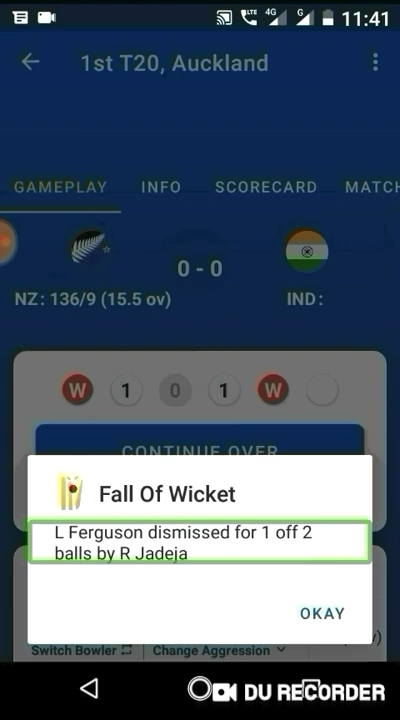 11:41
1st T20, Auckland
GAMEPLAY INFO SCORECARD MATCH
0 - 0
NZ: 136/9 (15.5 ov) IND:
W 1 0 1 W
CONTINUE OVER
Fall Of Wicket
L Ferguson dismissed for 1 off 2
balls by R Jadeja
OKAY
Switch Bowler Change Aggression
DU RECORDER